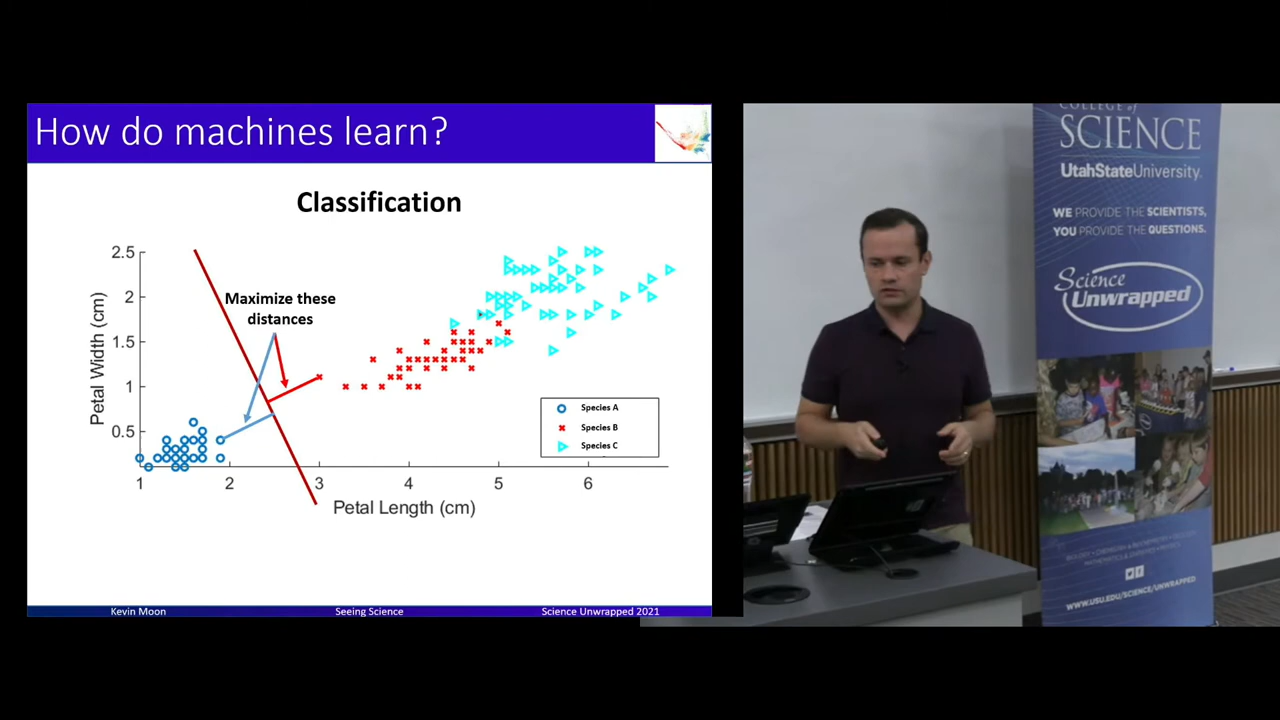 How do machines learn?
Classification
2.5
2
1.5
1
0.5
Petal Width (cm)
Maximize these
distances
Species A
Species B
Species C
1 2 3 4 5 6
Petal Length (cm)
Kevin Moon Seeing Science Science Unwrapped 2021
COLLEGE of
SCIENCE
UtahStateUniversity.
WE PROVIDE THE SCIENTISTS,
YOU PROVIDE THE QUESTIONS.
Science
Unwrapped
WWW.USU.EDU/SCIENCE/UNWRAPPED